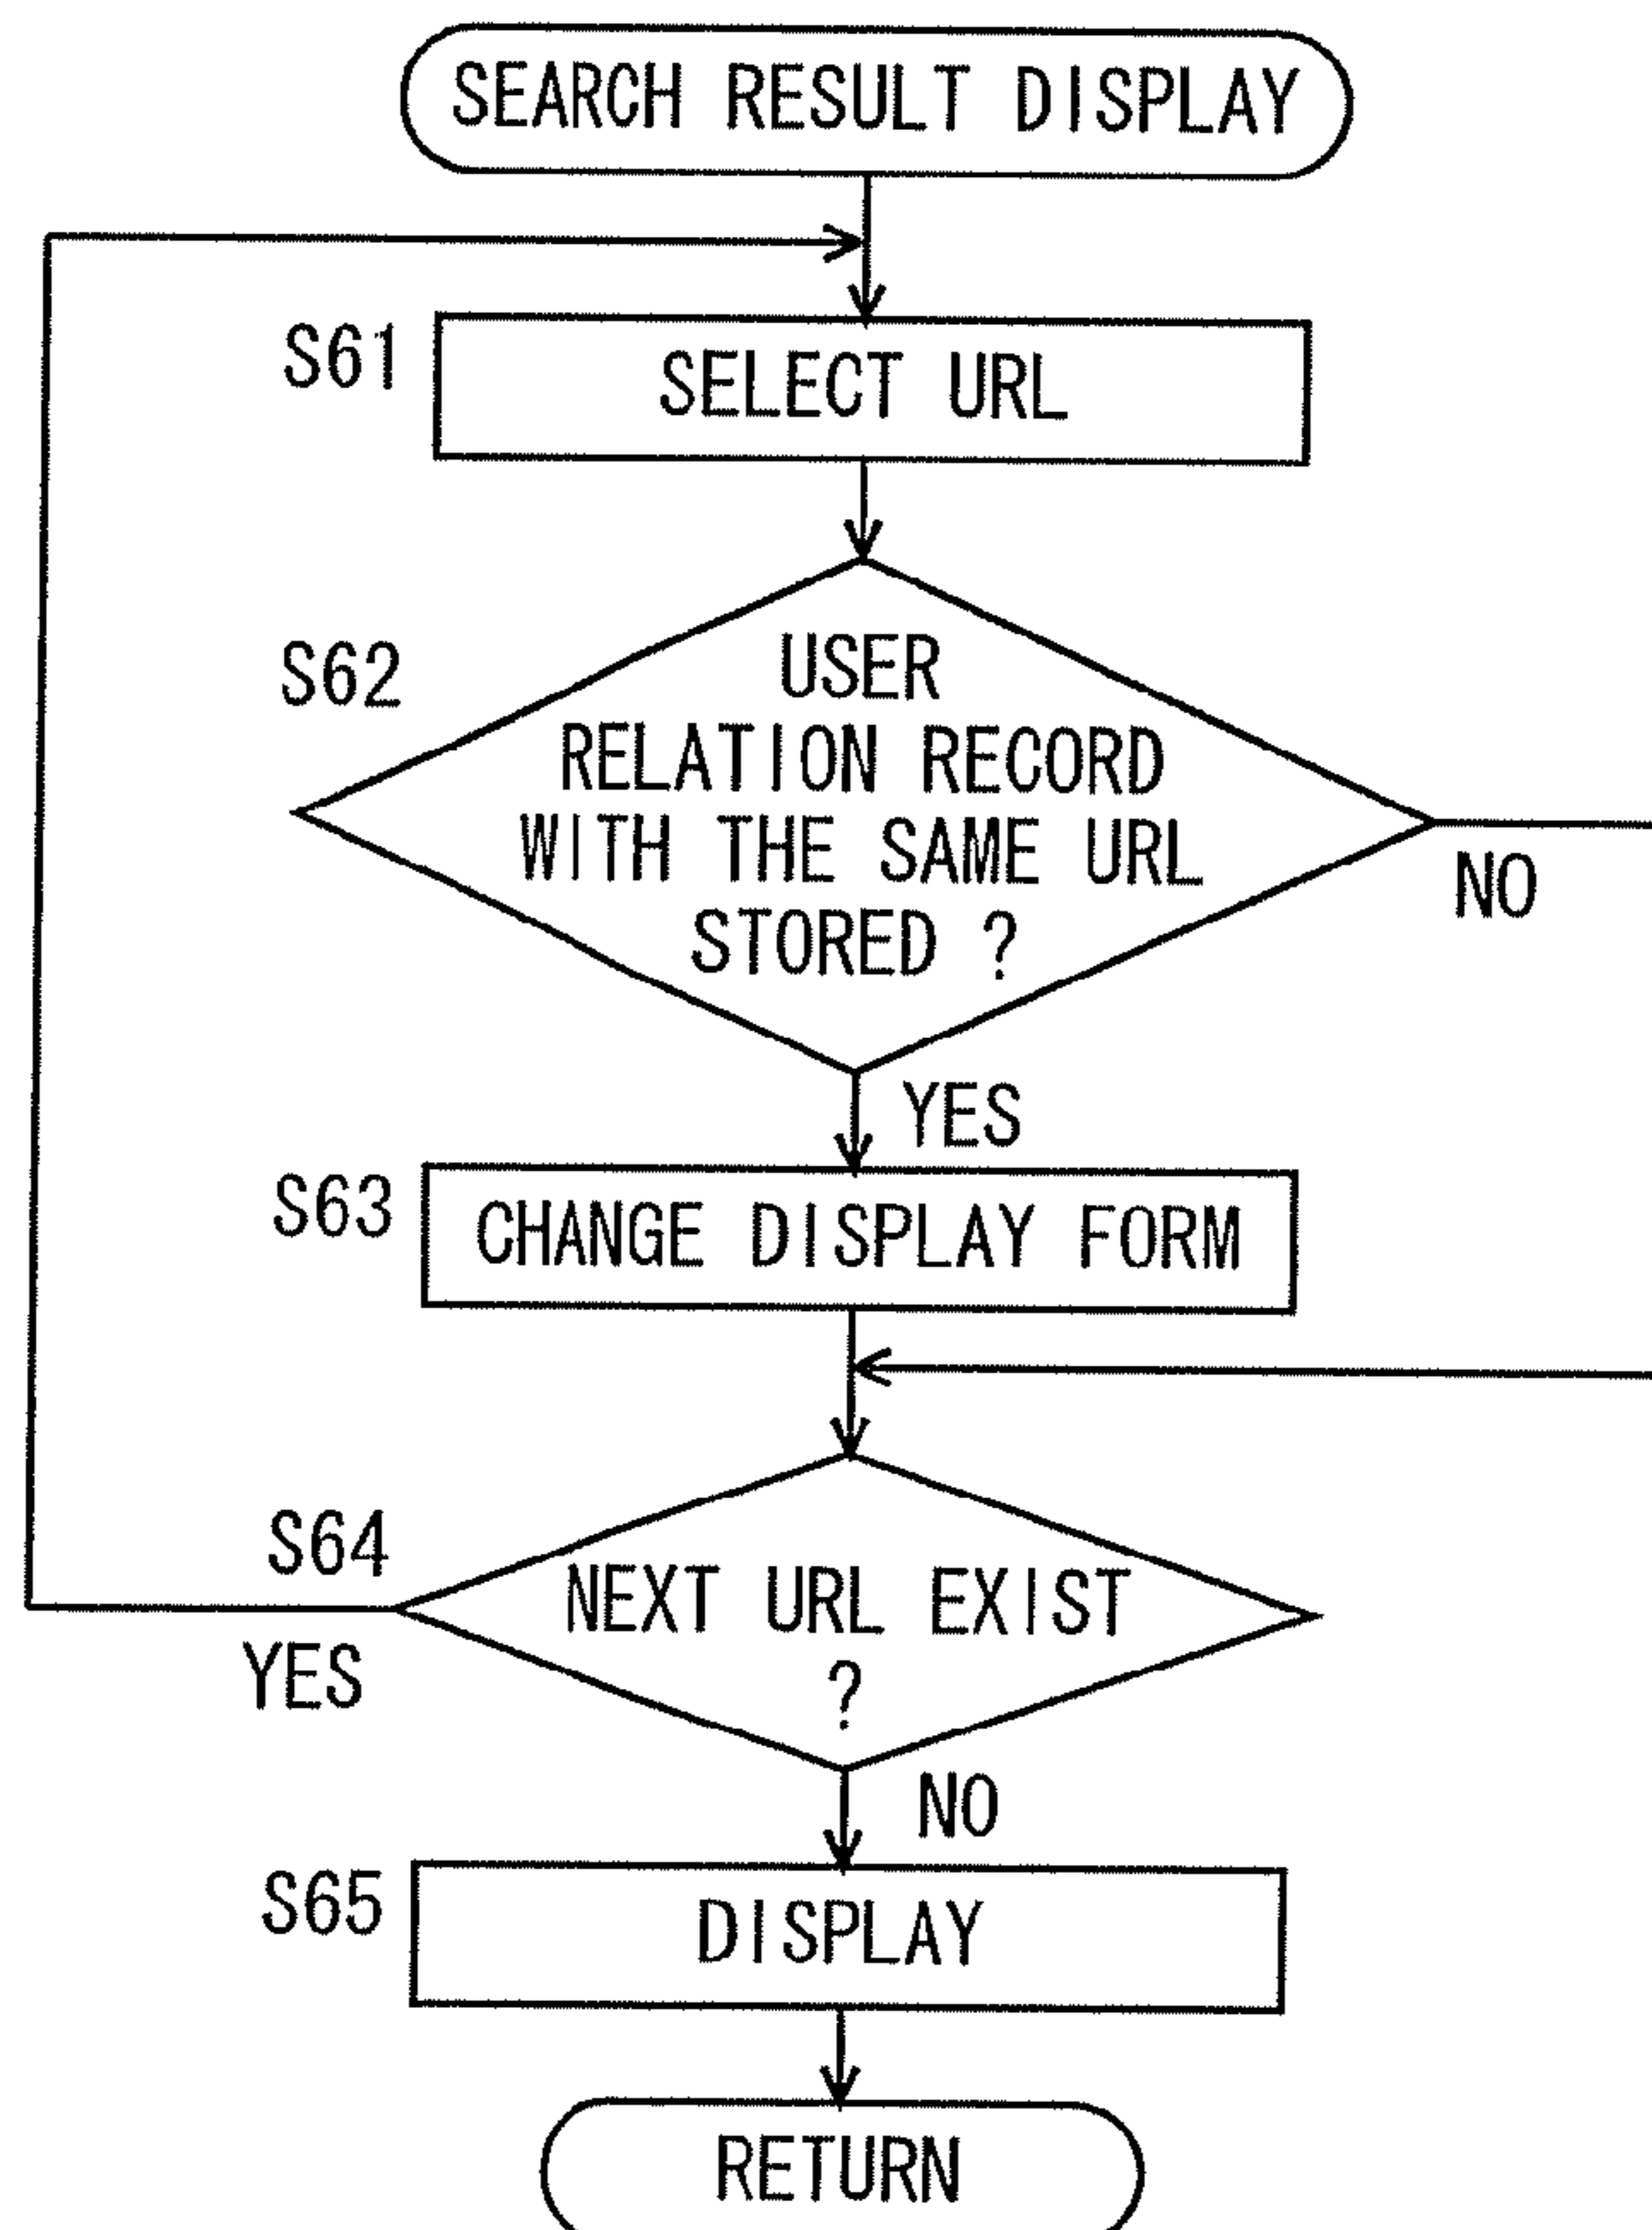 SEARCH RESULT DISPLAY
S61
SELECT URL
S62
USER
RELATION RECORD
WITH THE SAME URL
STORED ?
NO
YES
S63
CHANGE DISPLAY FORM
S64
NEXT URL EXIST
?
YES
NO
S65
DISPLAY
RETURN